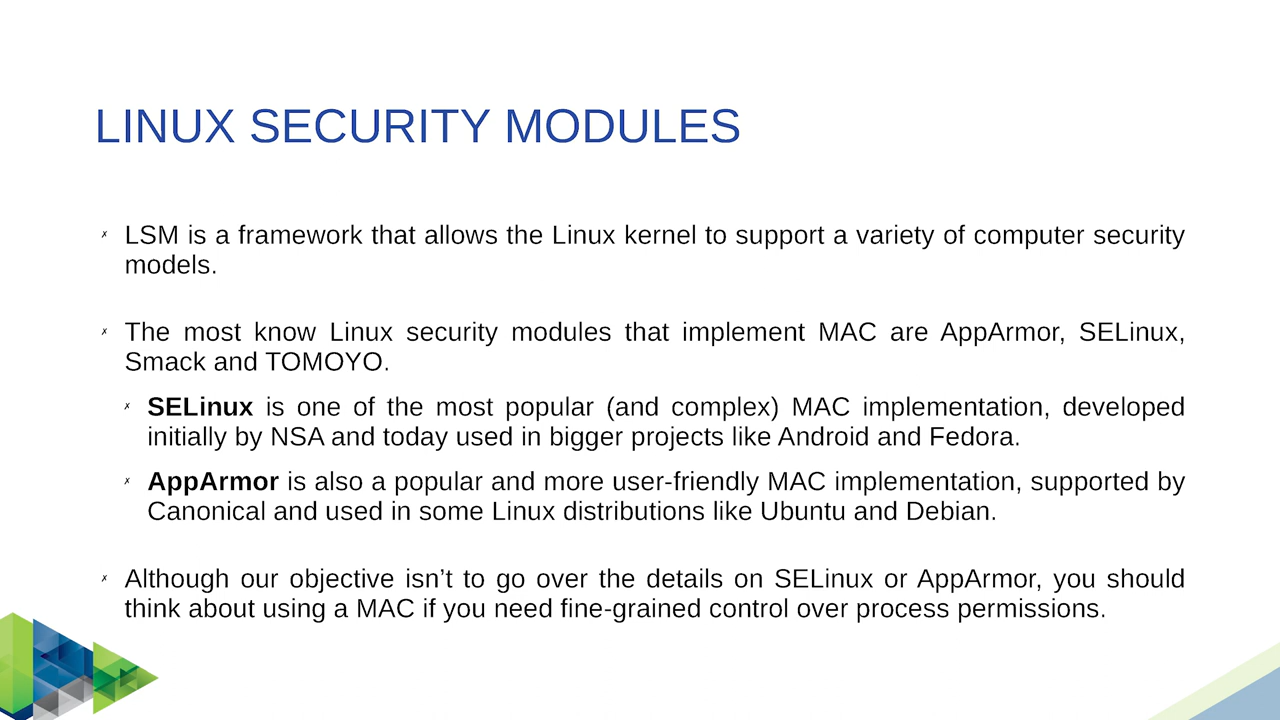 LINUX SECURITY MODULES
✗ LSM is a framework that allows the Linux kernel to support a variety of computer security
models.
✗ The most know Linux security modules that implement MAC are AppArmor, SELinux,
Smack and TOMOYO.
✗ SELinux is one of the most popular (and complex) MAC implementation, developed
initially by NSA and today used in bigger projects like Android and Fedora.
✗ AppArmor is also a popular and more user-friendly MAC implementation, supported by
Canonical and used in some Linux distributions like Ubuntu and Debian.
✗ Although our objective isn’t to go over the details on SELinux or AppArmor, you should
think about using a MAC if you need fine-grained control over process permissions.